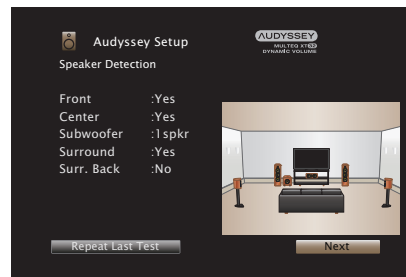 Audyssey Setup
AUDYSSEY
MULTEQ XT32
DYNAMIC VOLUME
Speaker Detection
Front :Yes
Center :Yes
Subwoofer :1spkr
Surround :Yes
Surr. Back :No
Repeat Last Test
Next